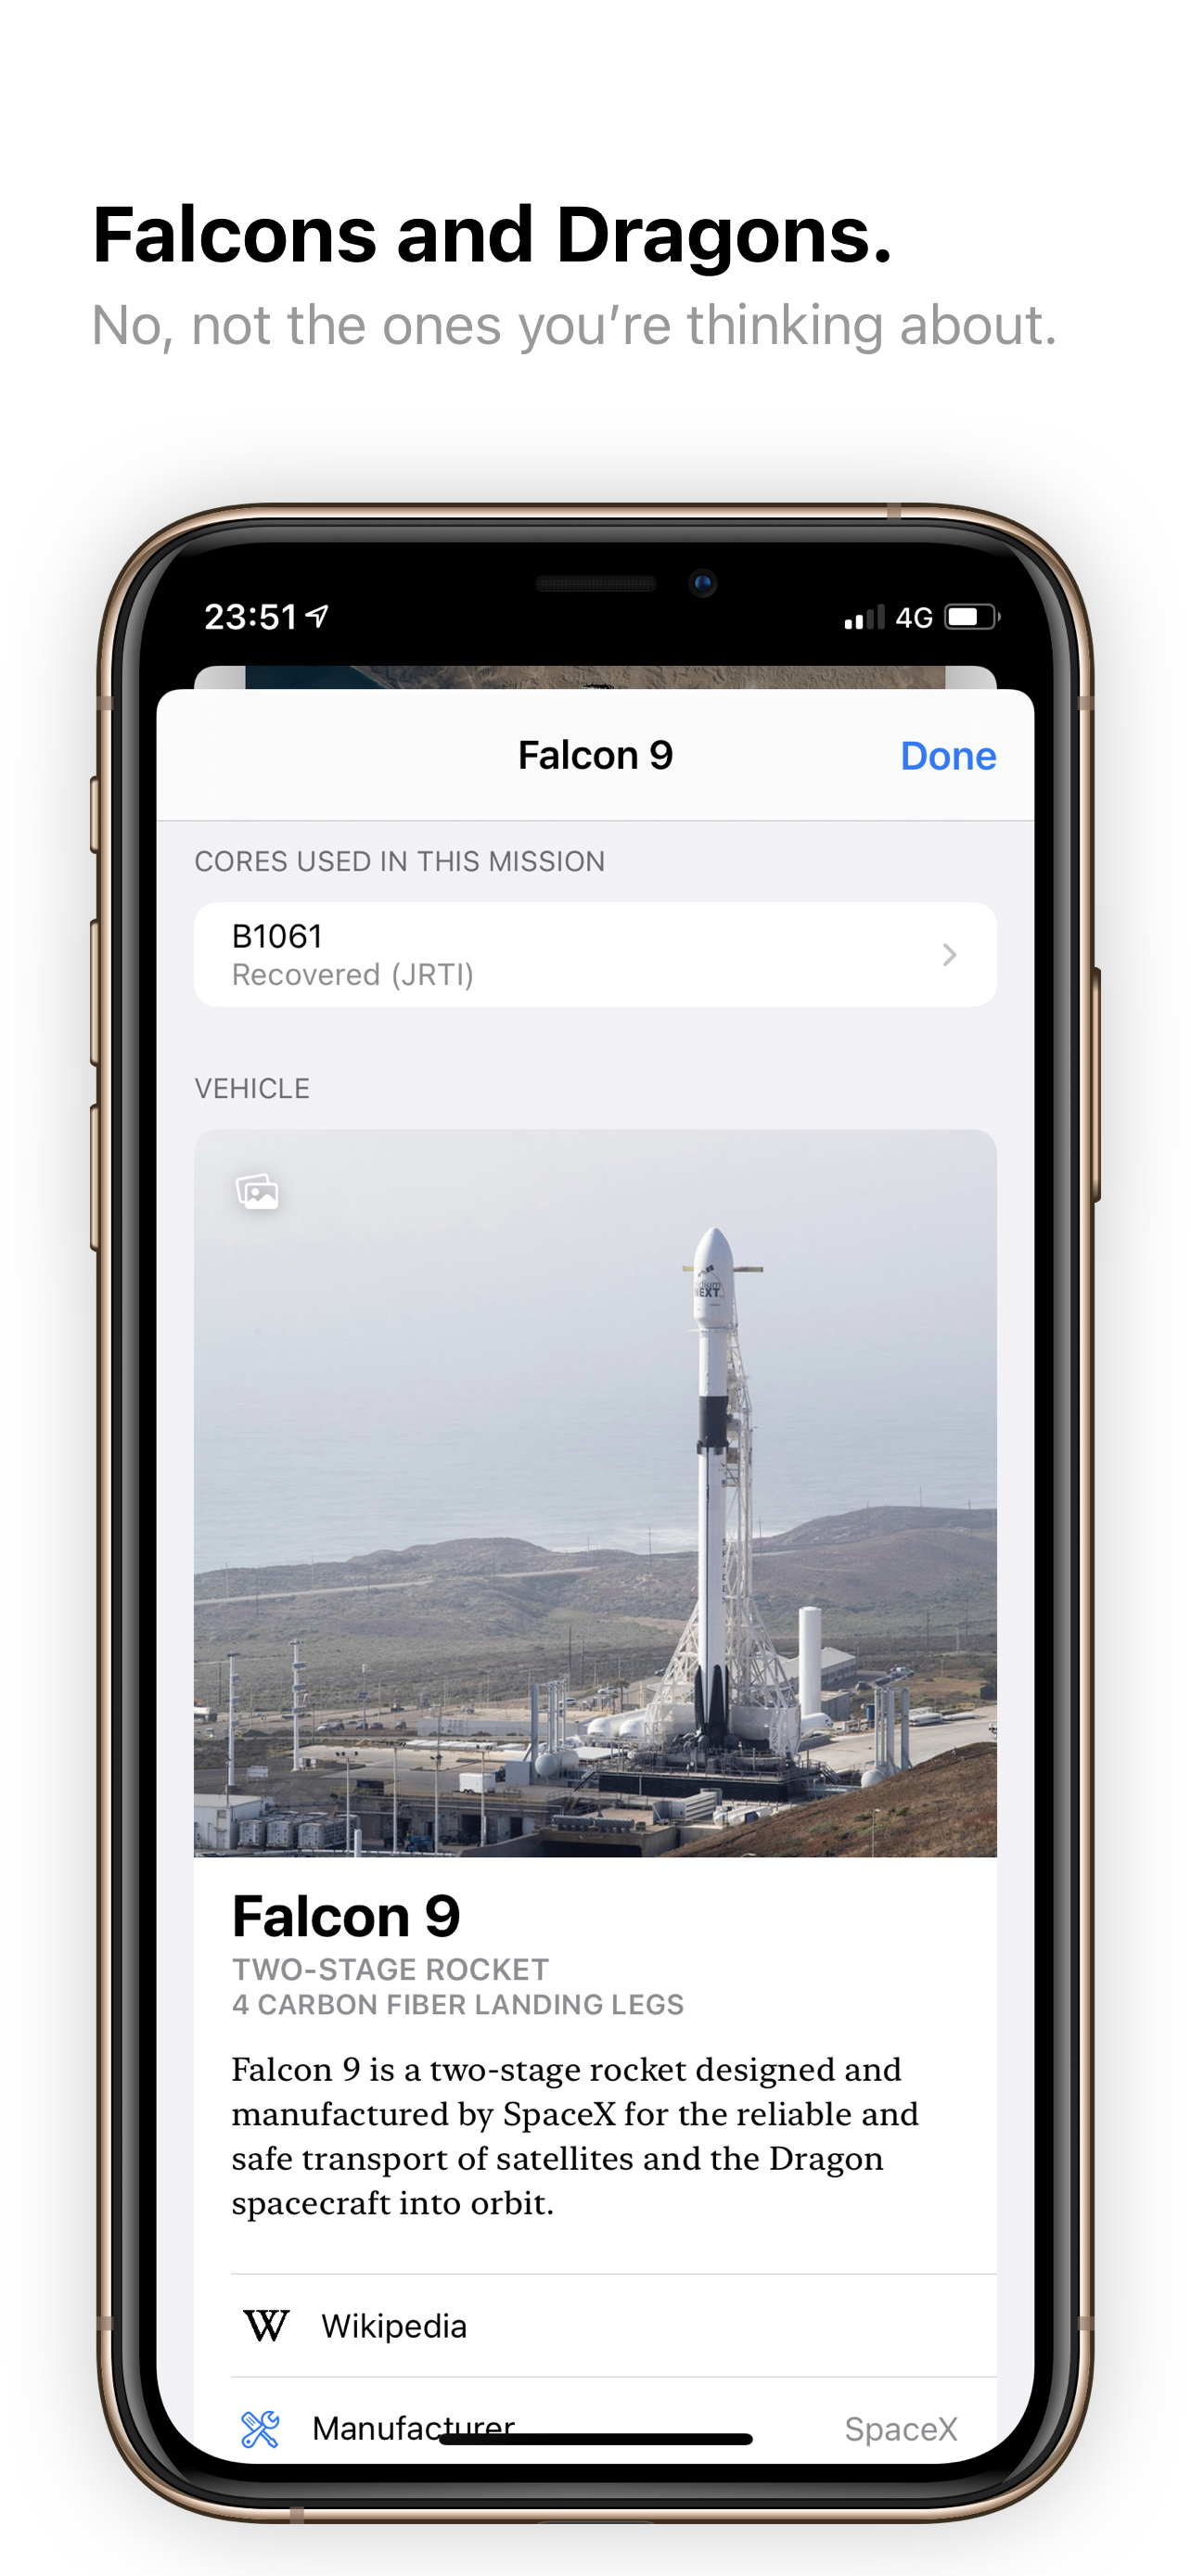 Falcons and Dragons.
No, not the ones you’re thinking about.
23:51
4G
Falcon 9
Done
CORES USED IN THIS MISSION
B1061
Recovered (JRTI)
VEHICLE
NEXT
Falcon 9
TWO-STAGE ROCKET
4 CARBON FIBER LANDING LEGS
Falcon 9 is a two-stage rocket designed and
manufactured by SpaceX for the reliable and
safe transport of satellites and the Dragon
spacecraft into orbit.
W Wikipedia
Manufacturer SpaceX